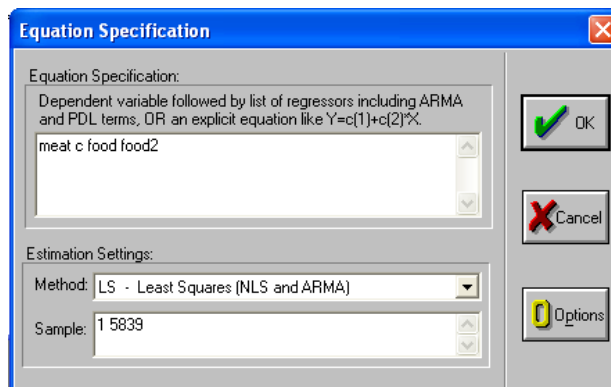 Equation Specification
Equation Specification:
Dependent variable followed by list of regressors including ARMA
and PDL terms, OR an explicit equation like Y=c(1)+c(2)*X.
meat c food food2
OK
Cancel
Estimation Settings:
Method: LS - Least Squares (NLS and ARMA)
Sample: 1 5839
Options